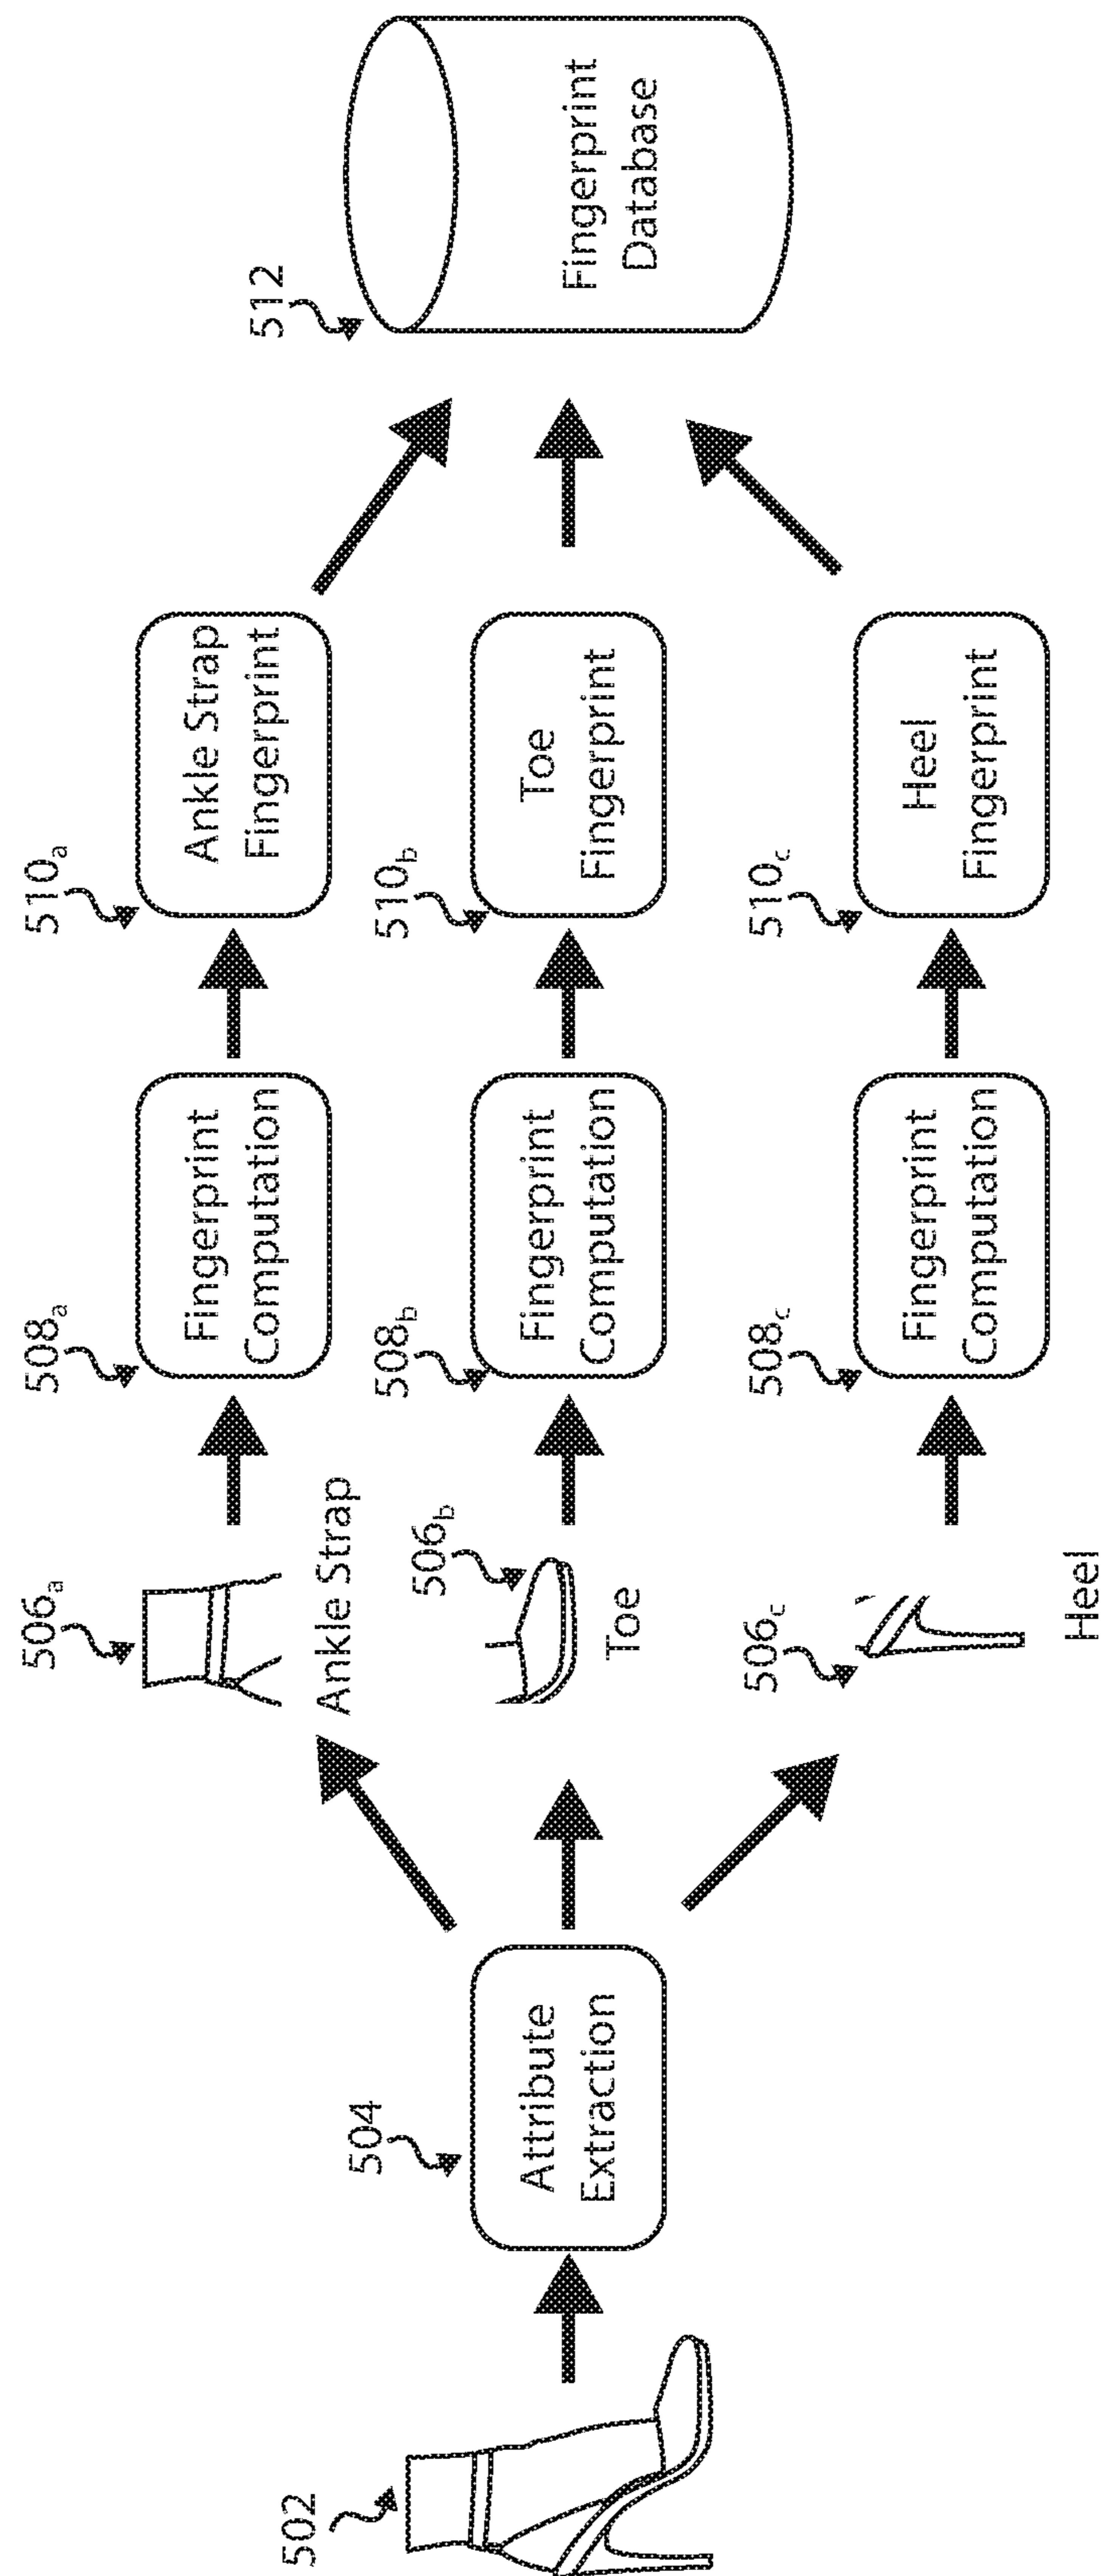 502
504
Attribute
Extraction
506a
Ankle Strap
506b
Toe
506c
Heel
508a
Fingerprint
Computation
508b
Fingerprint
Computation
508c
Fingerprint
Computation
510a
Ankle Strap
Fingerprint
510b
Toe
Fingerprint
510c
Heel
Fingerprint
512
Fingerprint
Database